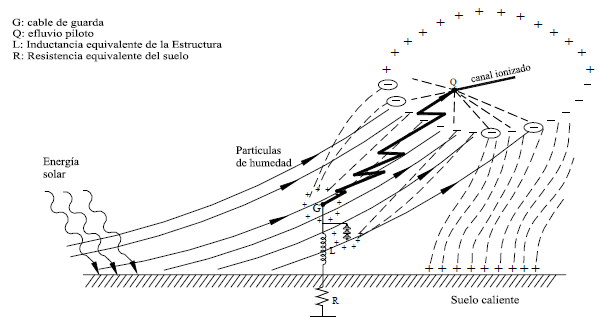 G: cable de guarda
Q: efluvio piloto
L: Inductancia equivalente de la Estructura
R: Resistencia equivalente del suelo
Q
canal ionizado
Partículas
de humedad
Energía
solar
G
L
R
Suelo caliente